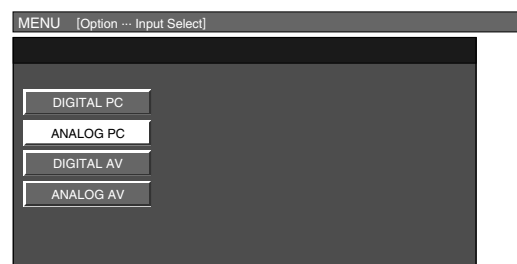 MENU [Option ··· Input Select]
DIGITAL PC
ANALOG PC
DIGITAL AV
ANALOG AV